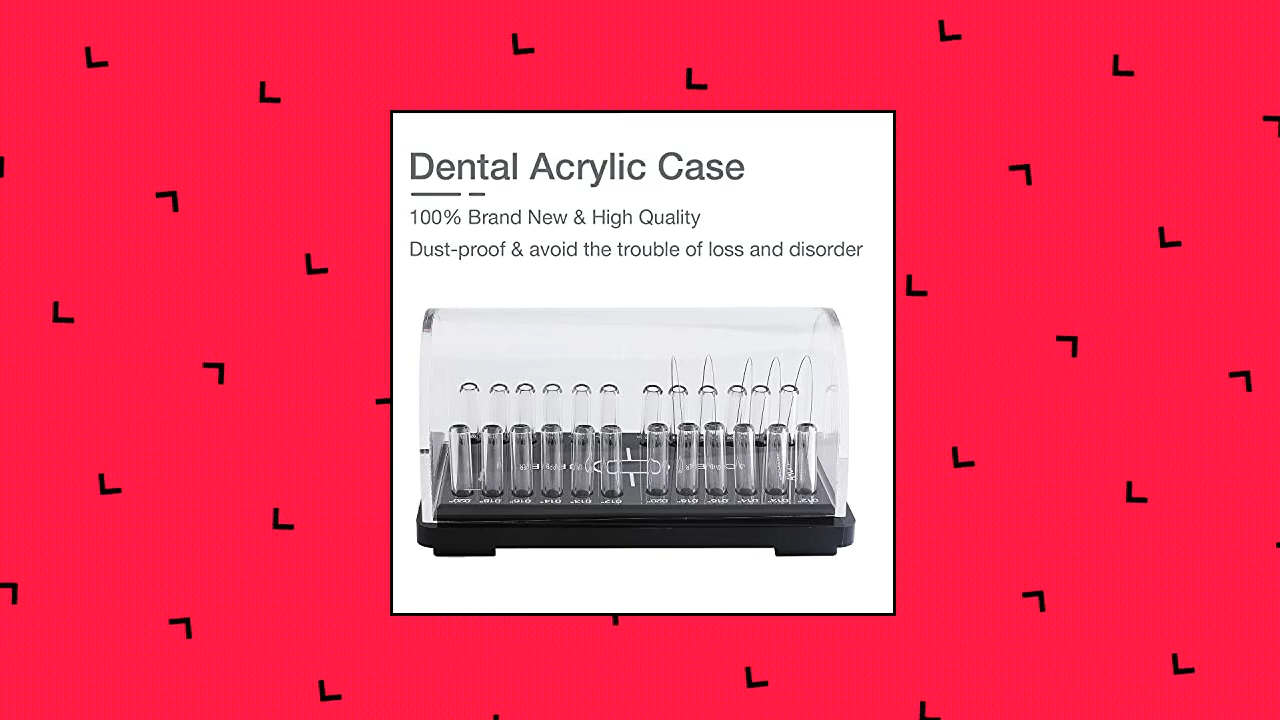 Dental Acrylic Case
100% Brand New & High Quality
Dust-proof & avoid the trouble of loss and disorder